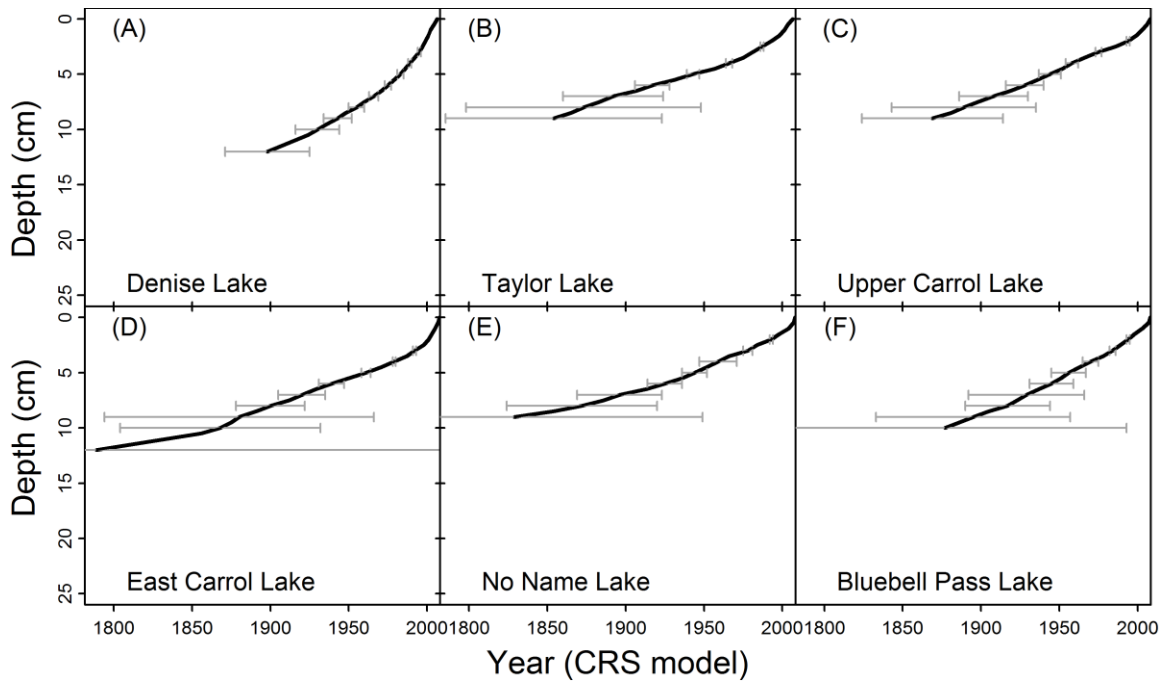 (A) (B) (C)
0
5
10
15
20
25
Depth (cm)
Denise Lake Taylor Lake Upper Carrol Lake
(D) (E) (F)
0
5
10
15
20
25
Depth (cm)
East Carrol Lake No Name Lake Bluebell Pass Lake
1800 1850 1900 1950 2000 1800 1850 1900 1950 2000 1800 1850 1900 1950 2000
Year (CRS model)